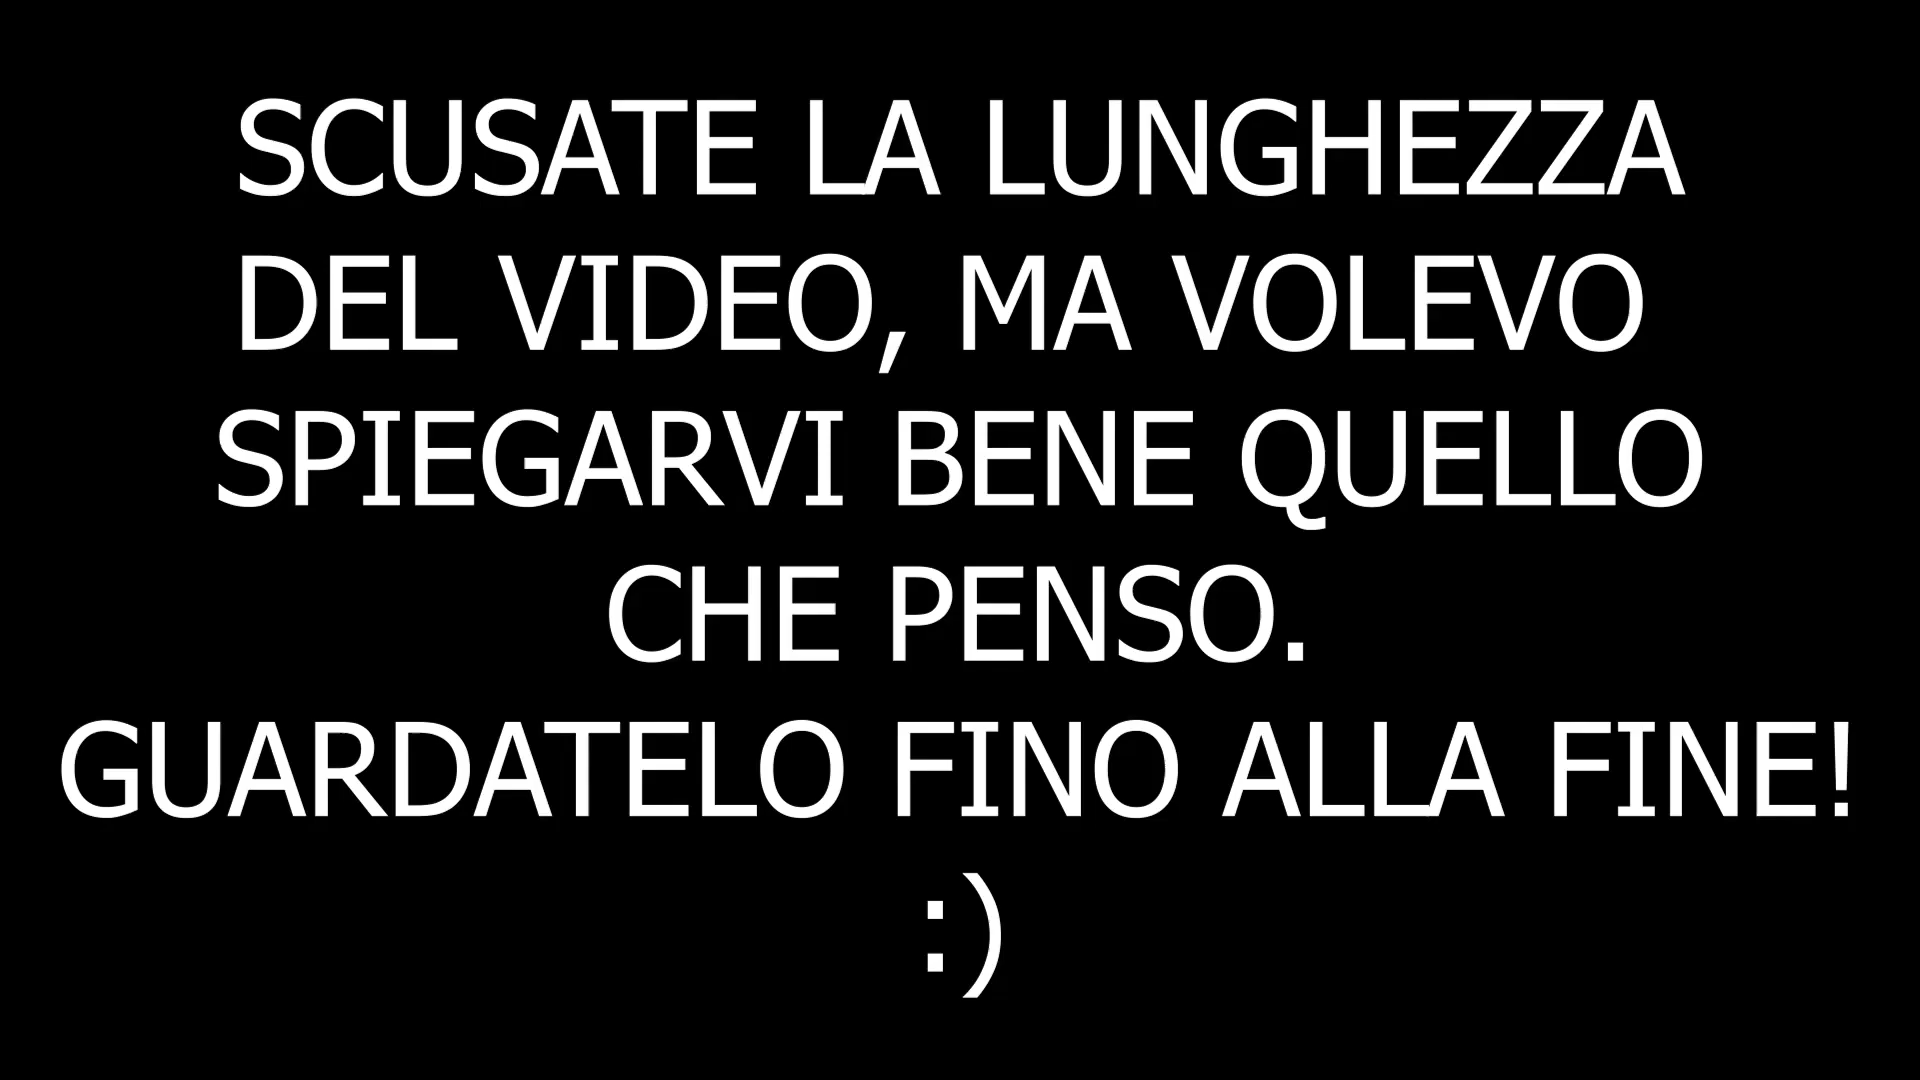 SCUSATE LA LUNGHEZZA
DEL VIDEO, MA VOLEVO
SPIEGARVI BENE QUELLO
CHE PENSO.
GUARDATELO FINO ALLA FINE!
:)